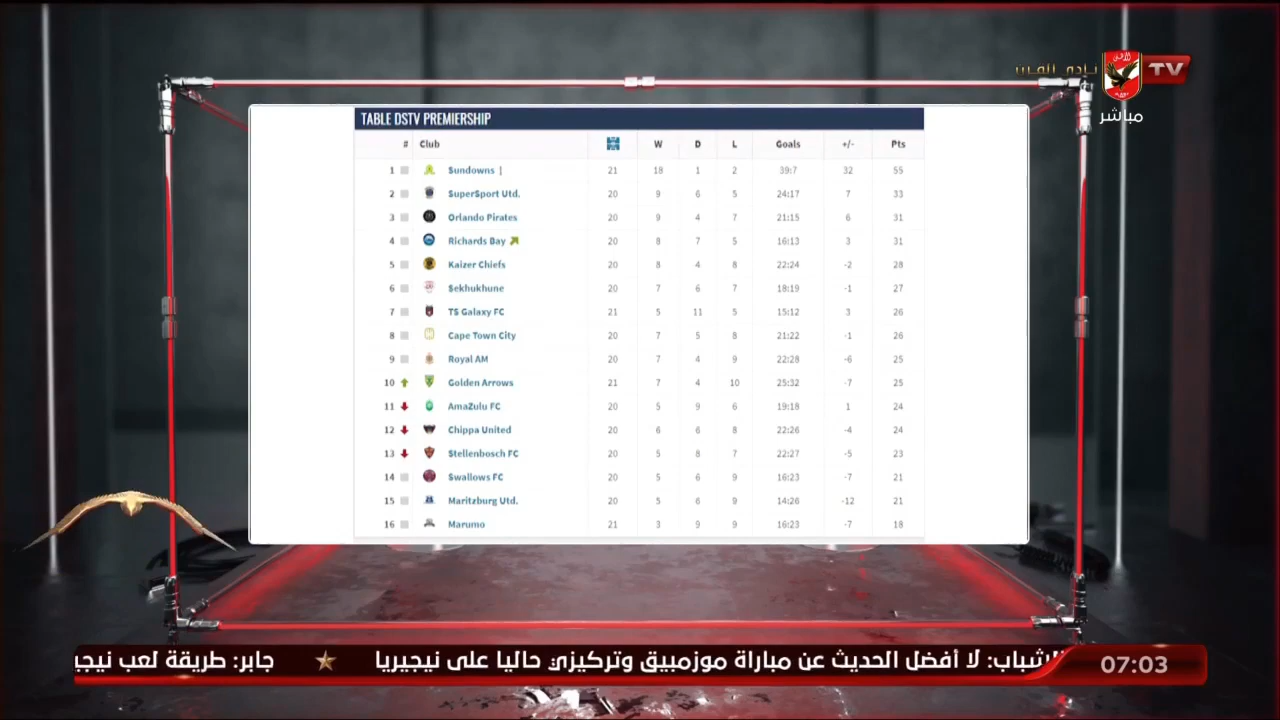 نادي القرن
TV
مباشر
TABLE DSTV PREMIERSHIP
# Club W D L Goals +/- Pts
1 Sundowns 21 18 1 2 39:7 32 55
2 SuperSport Utd. 20 9 6 5 24:17 7 33
3 Orlando Pirates 20 9 4 7 21:15 6 31
4 Richards Bay 20 8 7 5 16:13 3 31
5 Kaizer Chiefs 20 8 4 8 22:24 -2 28
6 Sekhukhune 20 7 6 7 18:19 -1 27
7 TS Galaxy FC 21 5 11 5 15:12 3 26
8 Cape Town City 20 7 5 8 21:22 -1 26
9 Royal AM 20 7 4 9 22:28 -6 25
10 Golden Arrows 21 7 4 10 25:32 -7 25
11 AmaZulu FC 20 5 9 6 19:18 1 24
12 Chippa United 20 6 6 8 22:26 -4 24
13 Stellenbosch FC 20 5 8 7 22:27 -5 23
14 Swallows FC 20 5 6 9 16:23 -7 21
15 Maritzburg Utd. 20 5 6 9 14:26 -12 21
16 Marumo 21 3 9 9 16:23 -7 18
الشباب: لا أفضل الحديث عن مباراة موزمبيق وتركيزي حاليا على نيجيريا ★ جابر: طريقة لعب نيجي
07:03